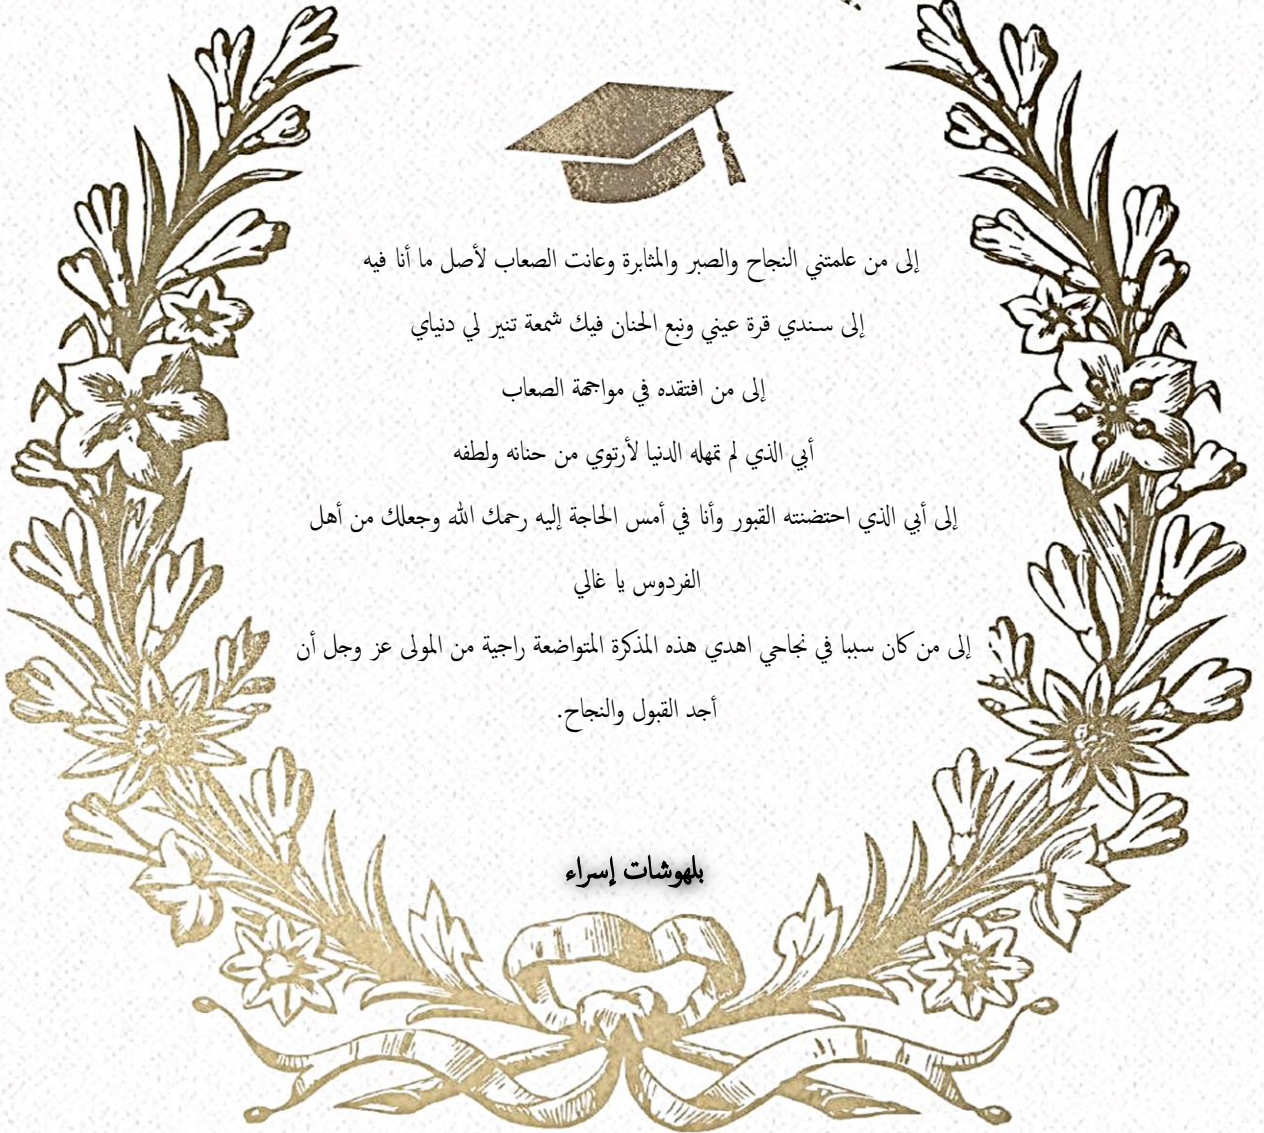 إلى من علمتني النجاح والصبر والمثابرة وعانت الصعاب لأصل ما أنا فيه
إلى سندي قرة عيني ونبع الحنان فيك شمعة تنير لي دنياي
إلى من افتقده في مواجهة الصعاب
أبي الذي لم تمهله الدنيا لأرتوي من حنانه ولطفه
إلى أبي الذي احتضنته القبور وأنا في أمس الحاجة إليه رحمك الله وجعلك من أهل
الفردوس يا غالي
إلى من كان سببا في نجاحي اهدي هذه المذكرة المتواضعة راجية من المولى عز وجل أن
أجد القبول والنجاح.
بلهوشات إسراء